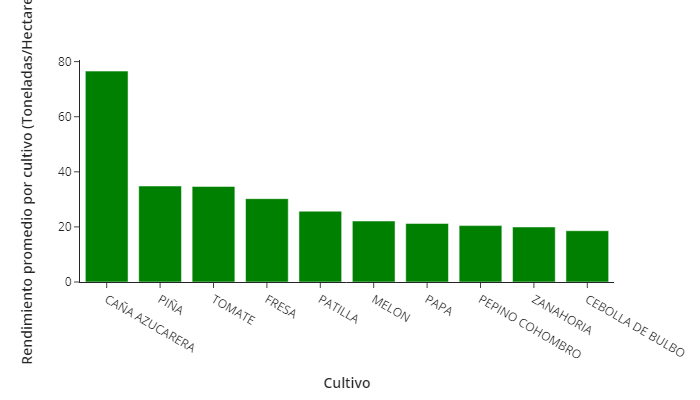 Rendimiento promedio por cultivo (Toneladas/Hectare
80
60
40
20
0
CAÑA AZUCARERA
PIÑA
TOMATE
FRESA
PATILLA
MELON
PAPA
PEPINO COHOMBRO
ZANAHORIA
CEBOLLA DE BULBO
Cultivo